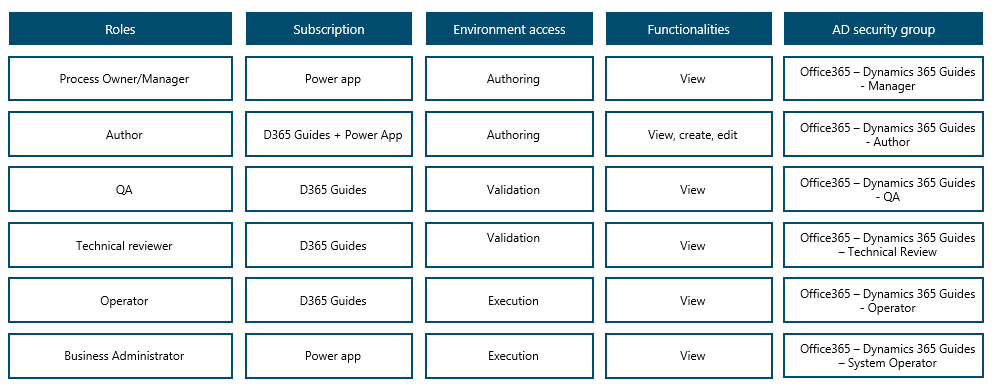 Roles Subscription Environment access Functionalities AD security group
Process Owner/Manager Power app Authoring View Office365 – Dynamics 365 Guides
- Manager
Author D365 Guides + Power App Authoring View, create, edit Office365 – Dynamics 365 Guides
- Author
QA D365 Guides Validation View Office365 – Dynamics 365 Guides
- QA
Technical reviewer D365 Guides Validation View Office365 – Dynamics 365 Guides
– Technical Review
Operator D365 Guides Execution View Office365 – Dynamics 365 Guides
- Operator
Business Administrator Power app Execution View Office365 – Dynamics 365 Guides
– System Operator